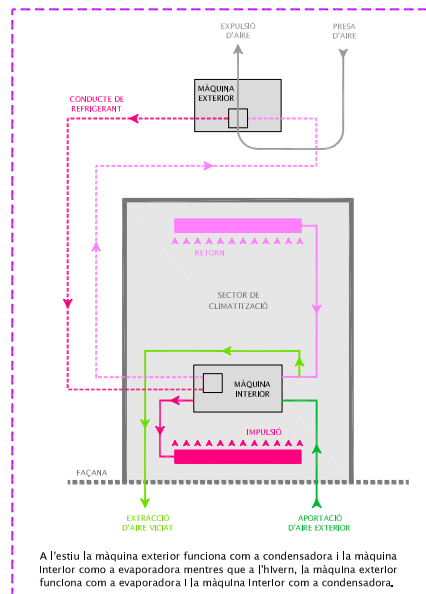 EXPULSIÓ
D'AIRE
PRESA
D'AIRE
MÀQUINA
EXTERIOR
CONDUCTE DE
REFRIGERANT
RETORN
SECTOR DE
CLIMATITZACIÓ
MÀQUINA
INTERIOR
IMPULSIÓ
FAÇANA
EXTRACCIÓ
D'AIRE VICIAT
APORTACIÓ
D'AIRE EXTERIOR
A l'estiu la màquina exterior funciona com a condensadora i la màquina
interior como a evaporadora mentres que a l'hivern, la màquina exterior
funciona com a evaporadora i la màquina interior com a condensadora.